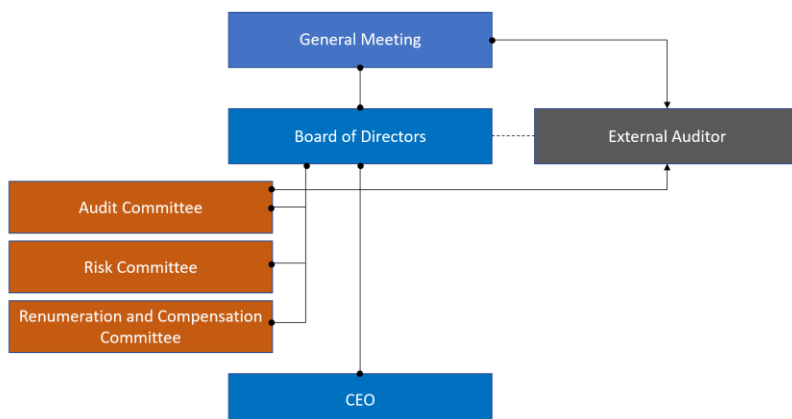 General Meeting
Board of Directors
External Auditor
Audit Committee
Risk Committee
Renumeration and Compensation
Committee
CEO